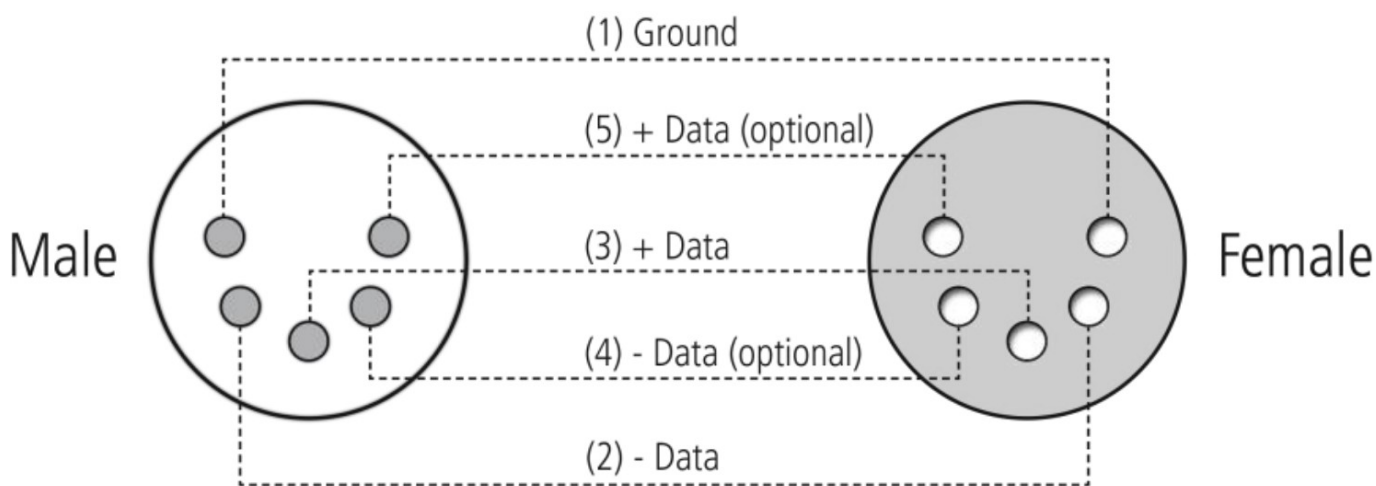 (1) Ground
(5) + Data (optional)
Male
(3) + Data
Female
(4) - Data (optional)
(2) - Data